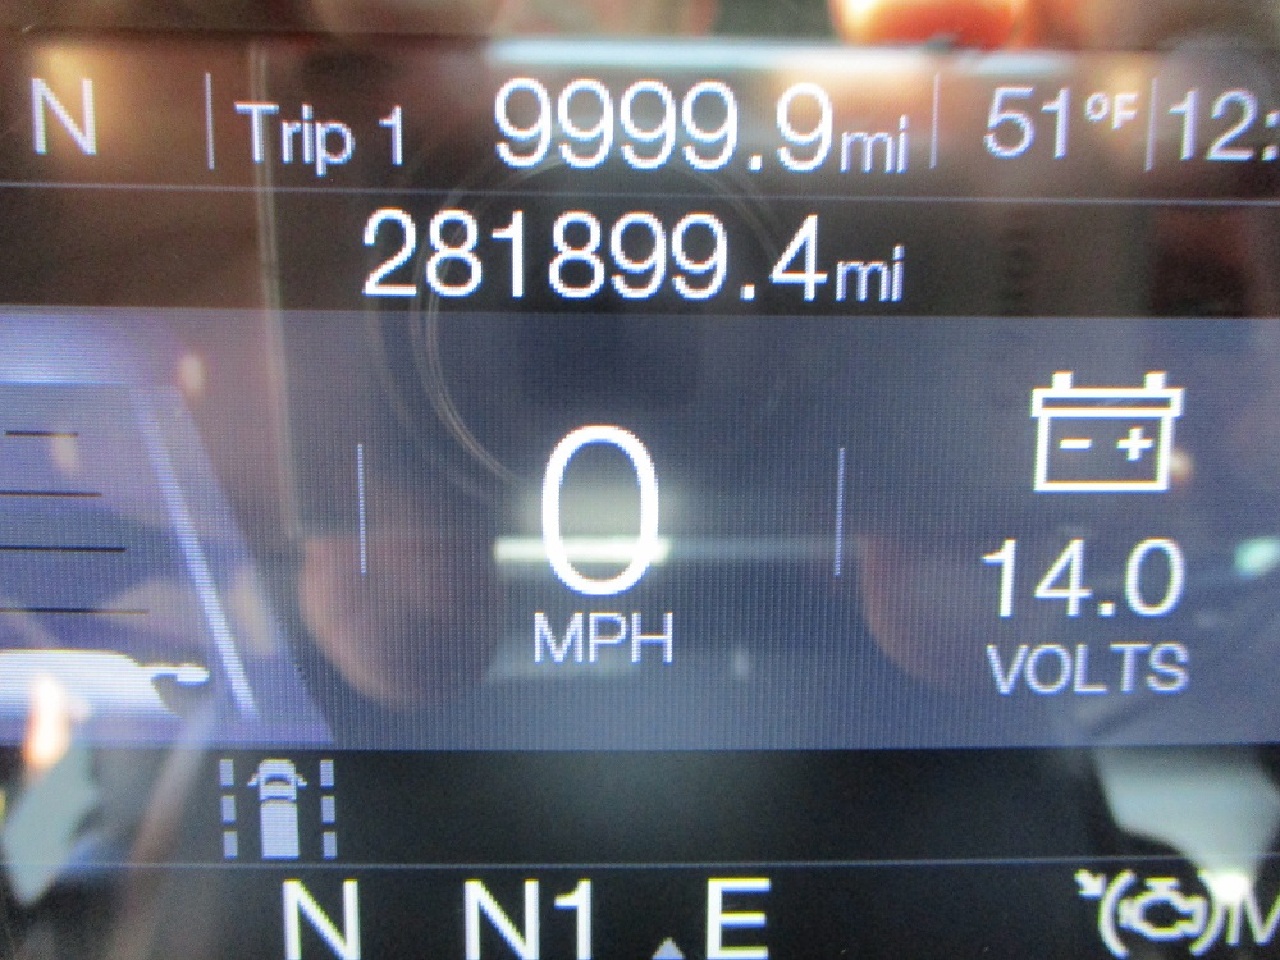 N Trip 1 9999.9mi 51°F 12:
281899.4mi
0
MPH
- +
14.0
VOLTS
N N1 E